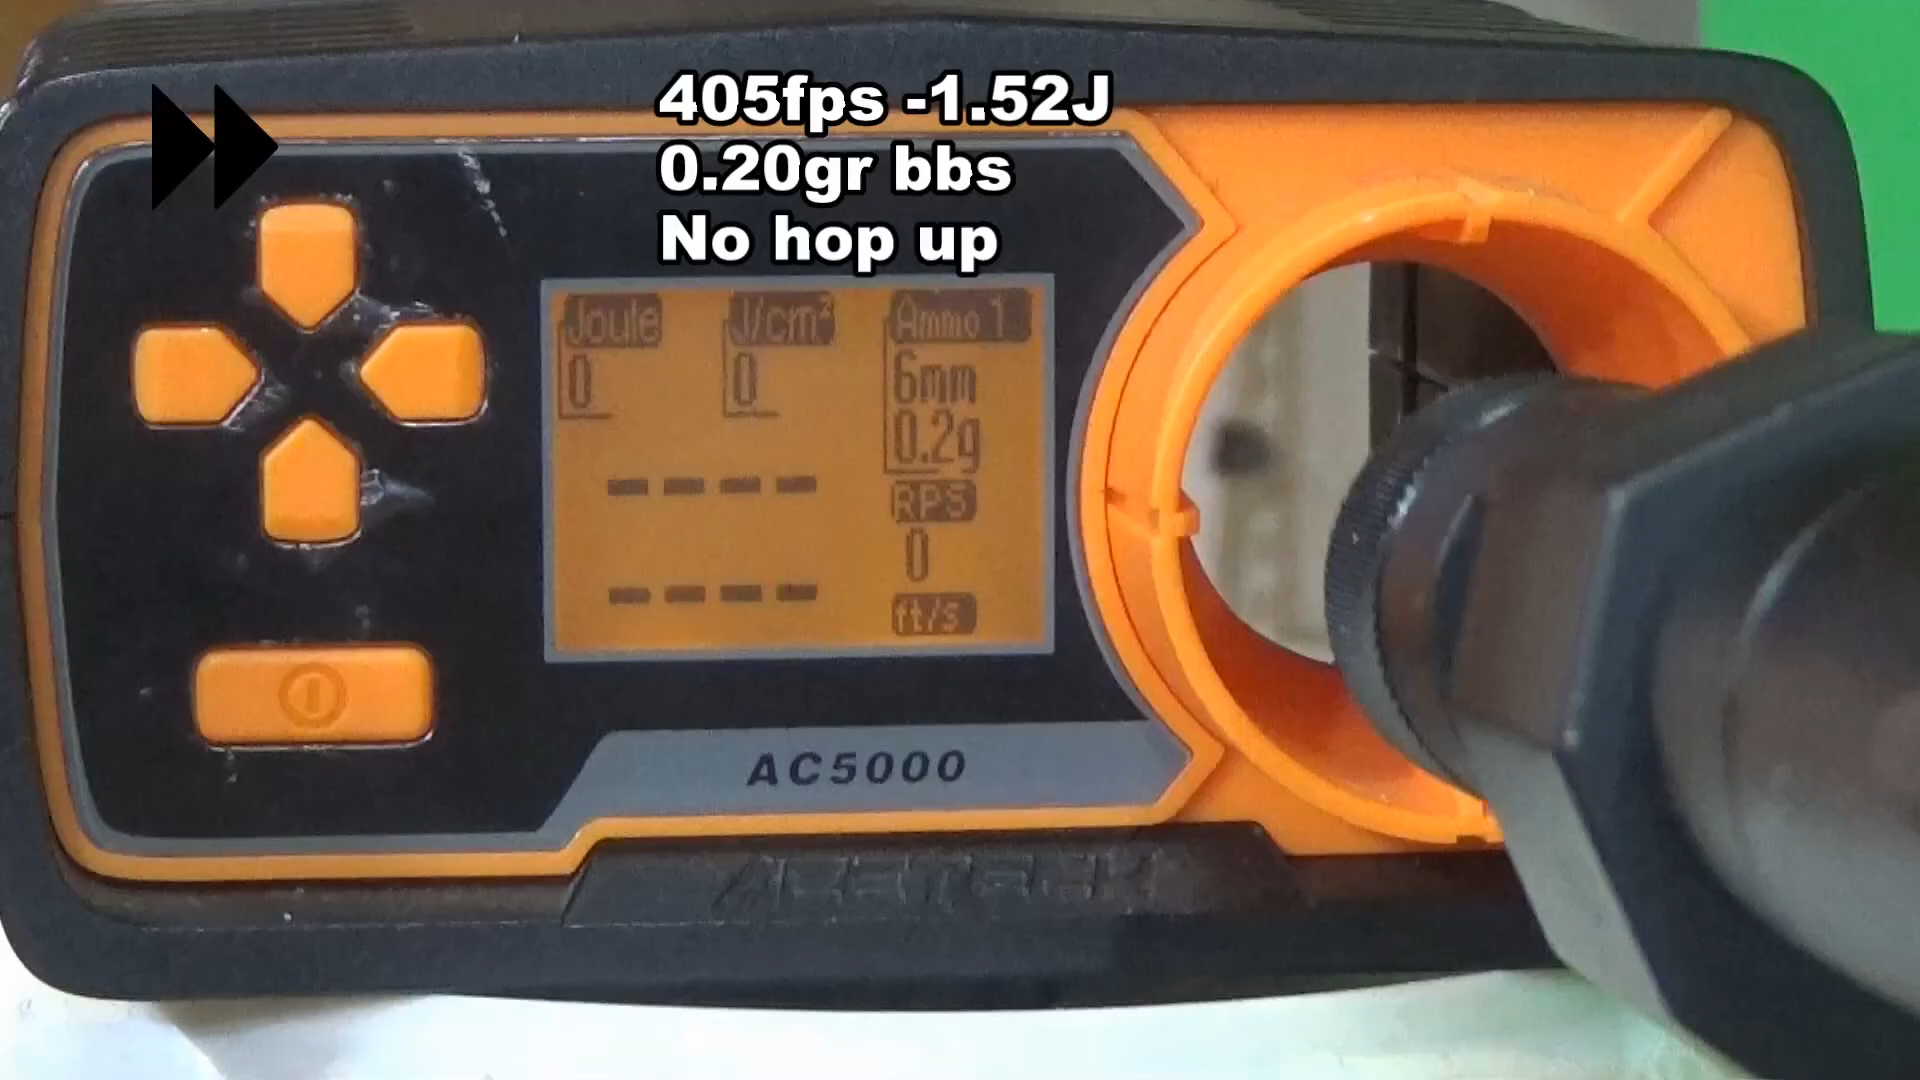 405fps -1.52J
0.20gr bbs
No hop up
Joule J/cm² Ammo 1
0 0 6mm
0.2g
RPS
---- 0
---- ft/s
AC5000
ACETECH